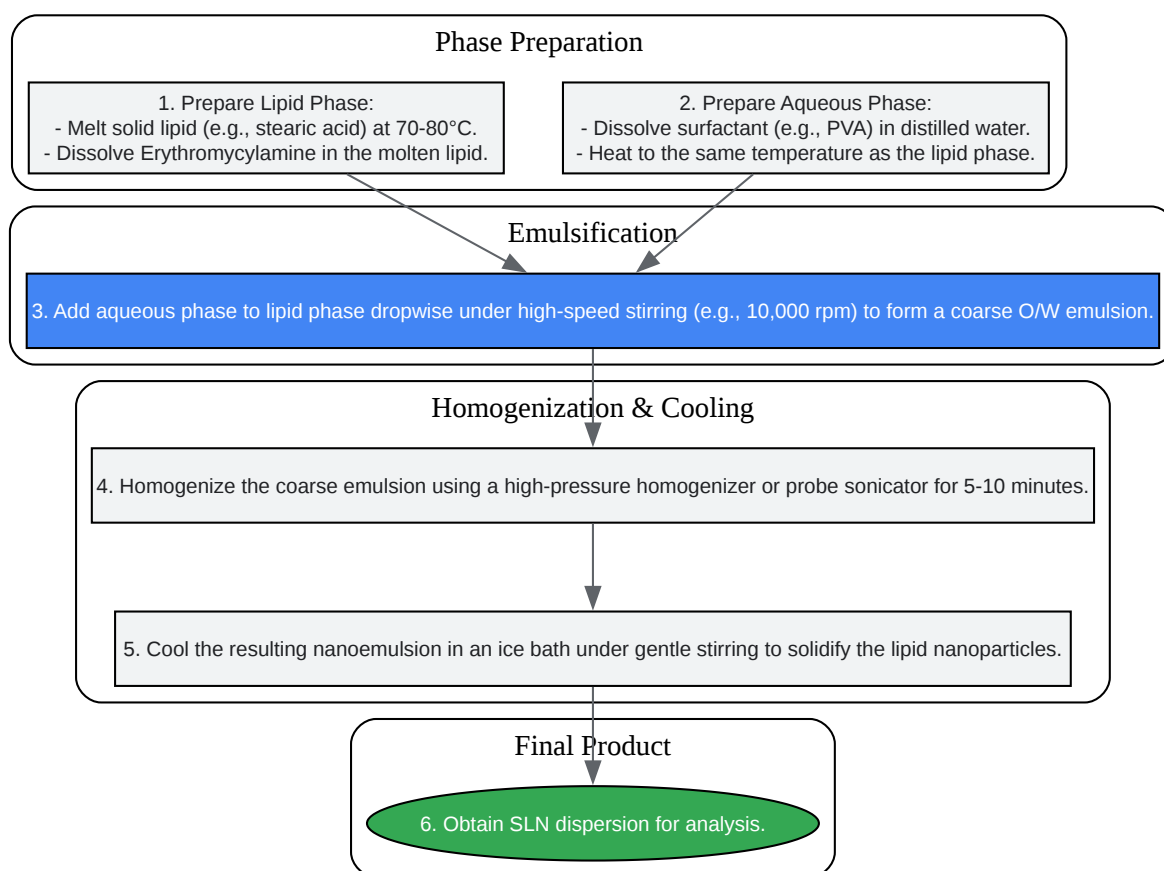 Phase Preparation
1. Prepare Lipid Phase:
- Melt solid lipid (e.g., stearic acid) at 70-80°C.
- Dissolve Erythromycylamine in the molten lipid.
2. Prepare Aqueous Phase:
- Dissolve surfactant (e.g., PVA) in distilled water.
- Heat to the same temperature as the lipid phase.
Emulsification
3. Add aqueous phase to lipid phase dropwise under high-speed stirring (e.g., 10,000 rpm) to form a coarse O/W emulsion.
Homogenization & Cooling
4. Homogenize the coarse emulsion using a high-pressure homogenizer or probe sonicator for 5-10 minutes.
5. Cool the resulting nanoemulsion in an ice bath under gentle stirring to solidify the lipid nanoparticles.
Final Product
6. Obtain SLN dispersion for analysis.